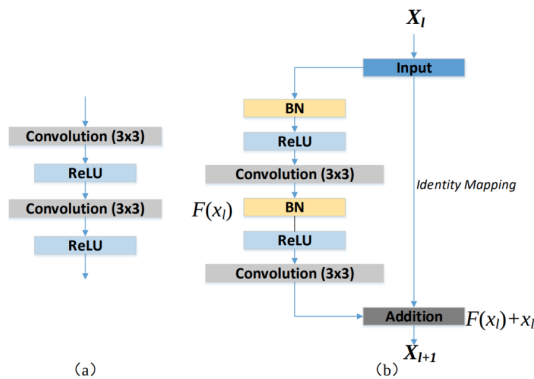 Convolution (3x3)
ReLU
Convolution (3x3)
ReLU
(a)
X_l
Input
BN
ReLU
Convolution (3x3)
Identity Mapping
F(x_l)
BN
ReLU
Convolution (3x3)
Addition
F(x_l)+x_l
X_{l+1}
(b)